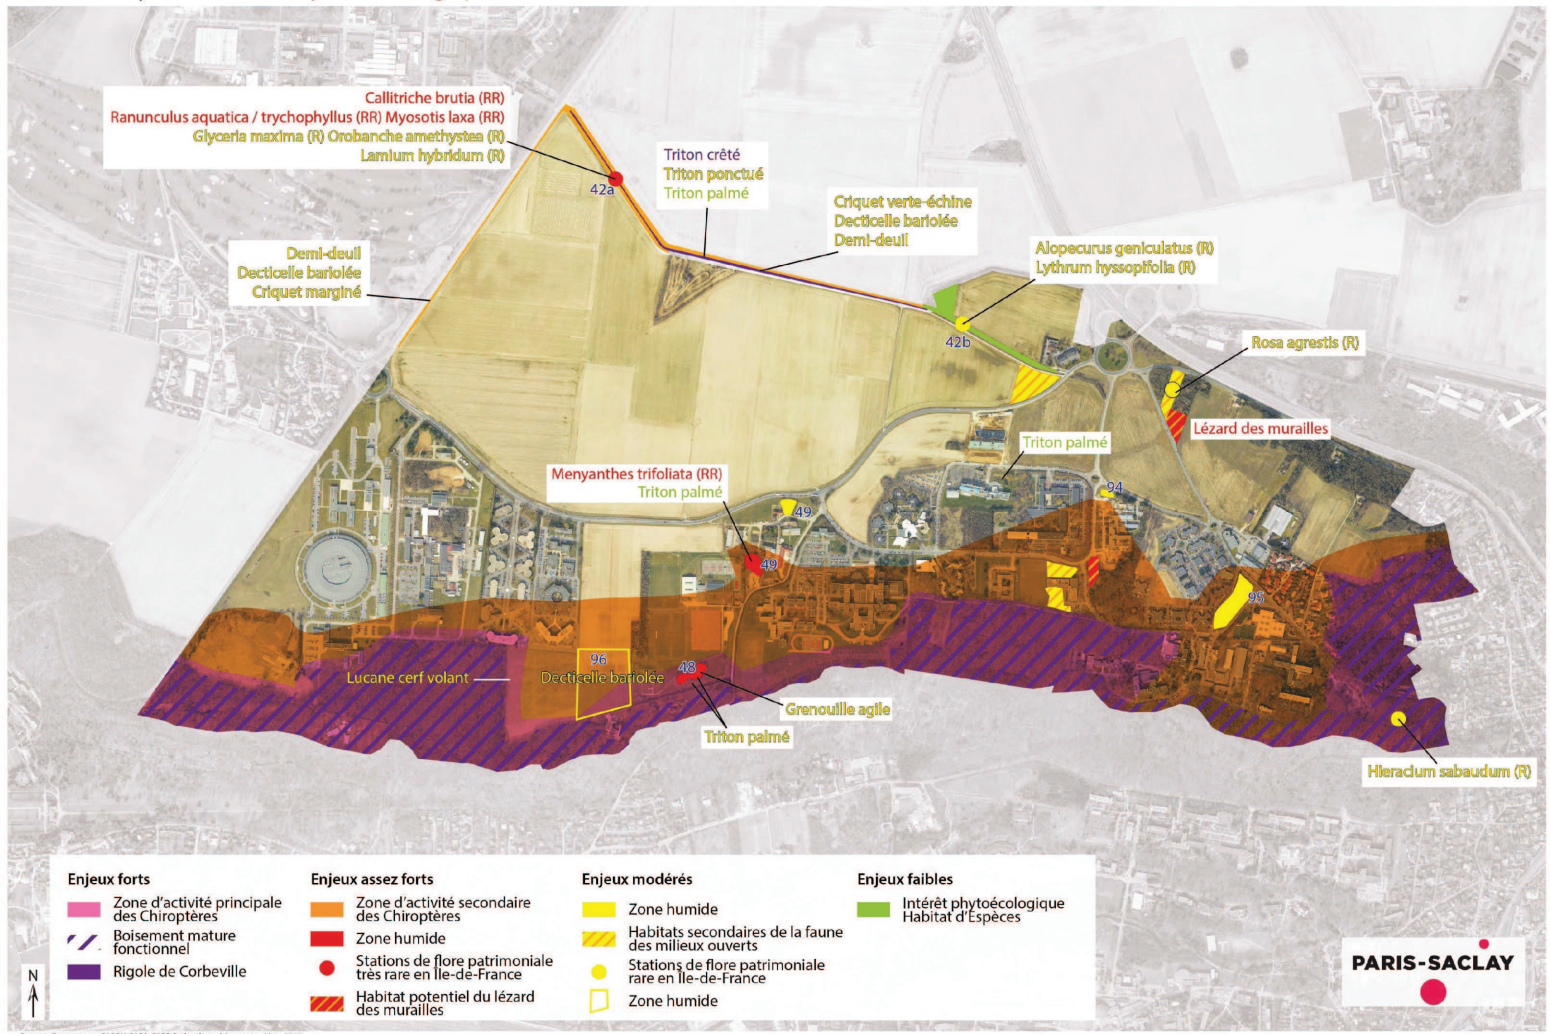 Callitriche brutia (RR)
Ranunculus aquatica / trychophyllus (RR) Myosotis laxa (RR)
Glyceria maxima (R) Orobanche amethystea (R)
Lamium hybridum (R)
42a
Triton crêté
Triton ponctué
Triton palmé
Criquet verte-échine
Decticelle bariolée
Demi-deuil
Demi-deuil
Decticelle bariolée
Criquet marginé
Alopecurus geniculatus (R)
Lythrum hyssopifolia (R)
42b
Rosa agrestis (R)
Lézard des murailles
Triton palmé
Menyanthes trifoliata (RR)
Triton palmé
94
49
49
95
96
48
Lucane cerf volant
Decticelle bariolée
Grenouille agile
Triton palmé
Hieracium sabaudum (R)
Enjeux forts
Zone d'activité principale
des Chiroptères
Boisement mature
fonctionnel
Rigole de Corbeville
Enjeux assez forts
Zone d'activité secondaire
des Chiroptères
Zone humide
Stations de flore patrimoniale
très rare en Île-de-France
Habitat potentiel du lézard
des murailles
Enjeux modérés
Zone humide
Habitats secondaires de la faune
des milieux ouverts
Stations de flore patrimoniale
rare en Île-de-France
Zone humide
Enjeux faibles
Intérêt phytoécologique
Habitat d'Espèces
N
PARIS-SACLAY